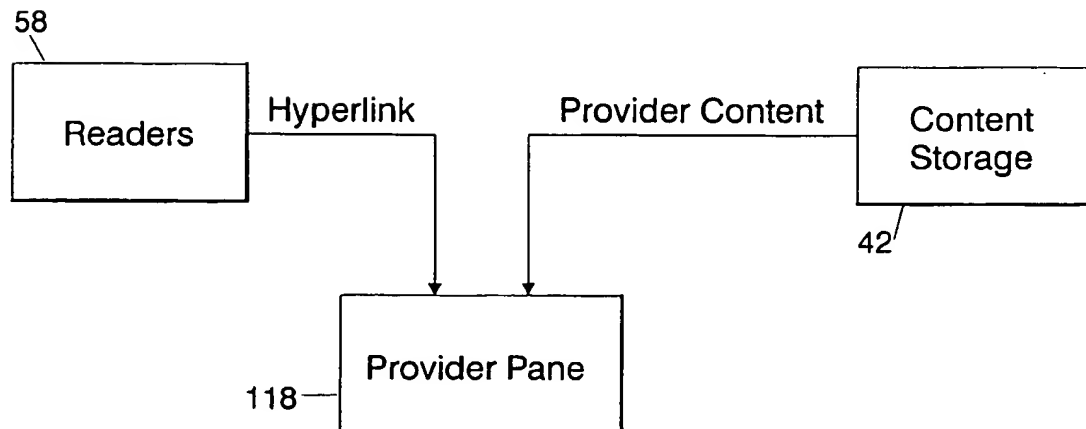 58
Readers
Hyperlink
Provider Content
Content
Storage
42
Provider Pane
118